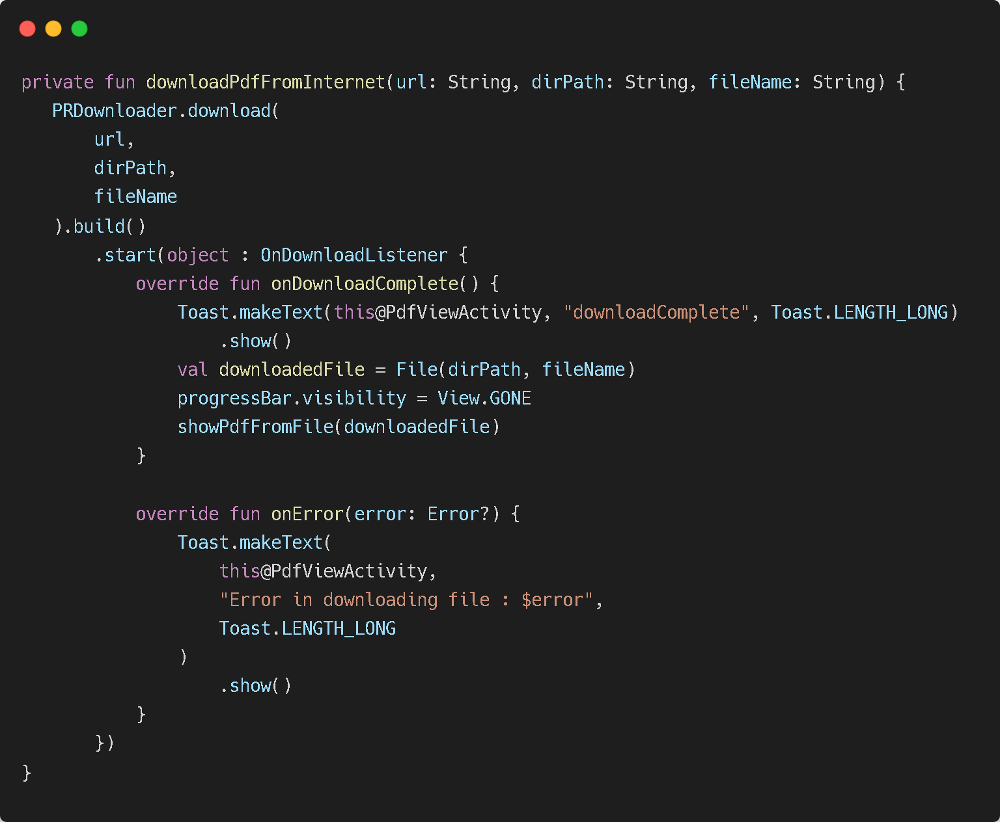 private fun downloadPdfFromInternet(url: String, dirPath: String, fileName: String) {
   PRDownloader.download(
       url,
       dirPath,
       fileName
   ).build()
       .start(object : OnDownloadListener {
           override fun onDownloadComplete() {
               Toast.makeText(this@PdfViewActivity, "downloadComplete", Toast.LENGTH_LONG)
                   .show()
               val downloadedFile = File(dirPath, fileName)
               progressBar.visibility = View.GONE
               showPdfFromFile(downloadedFile)
           }

           override fun onError(error: Error?) {
               Toast.makeText(
                   this@PdfViewActivity,
                   "Error in downloading file : $error",
                   Toast.LENGTH_LONG
               )
                   .show()
           }
       })
}